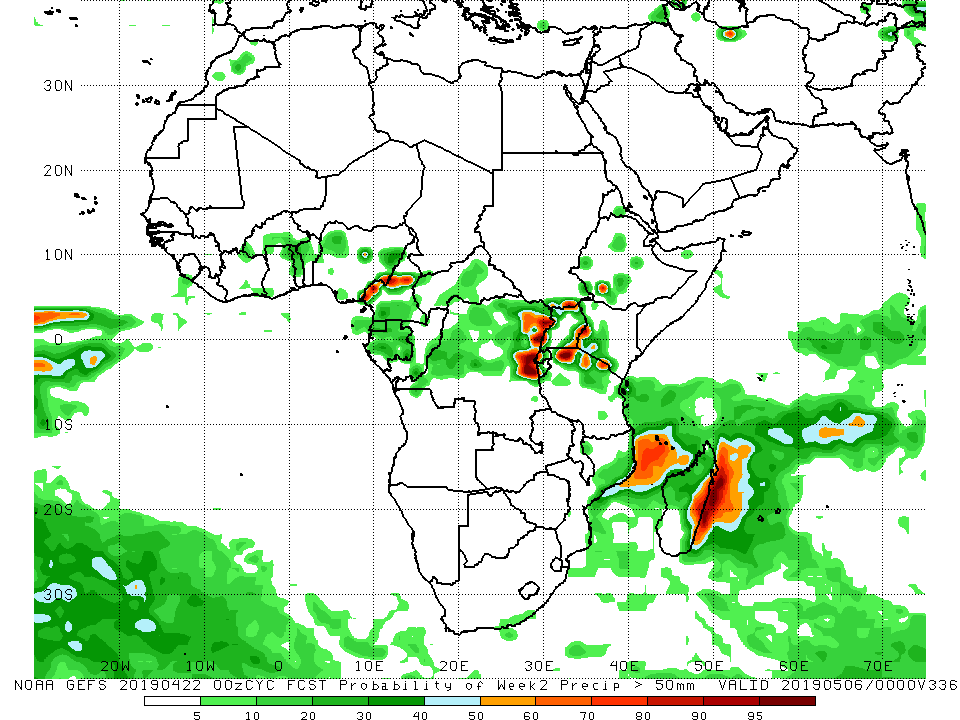 30N
20N
10N
0
10S
20S
30S
20W 10W 0 10E 20E 30E 40E 50E 60E 70E
NOAA GEFS 20190422 00zCYC FCST Probability of Week2 Precip > 50mm VALID 20190506/0000V336
5 10 20 30 40 50 60 70 80 90 95